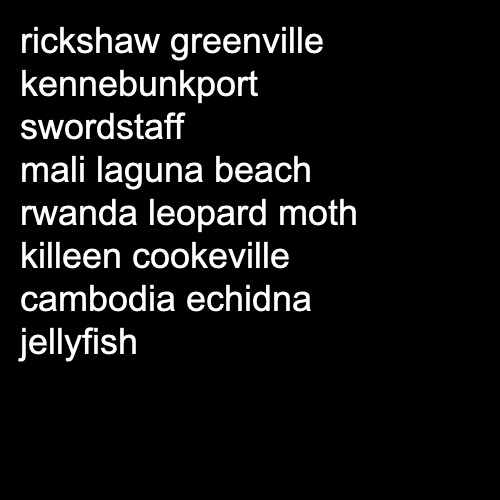 rickshaw greenville
kennebunkport
swordstaff
mali laguna beach
rwanda leopard moth
killeen cookeville
cambodia echidna
jellyfish